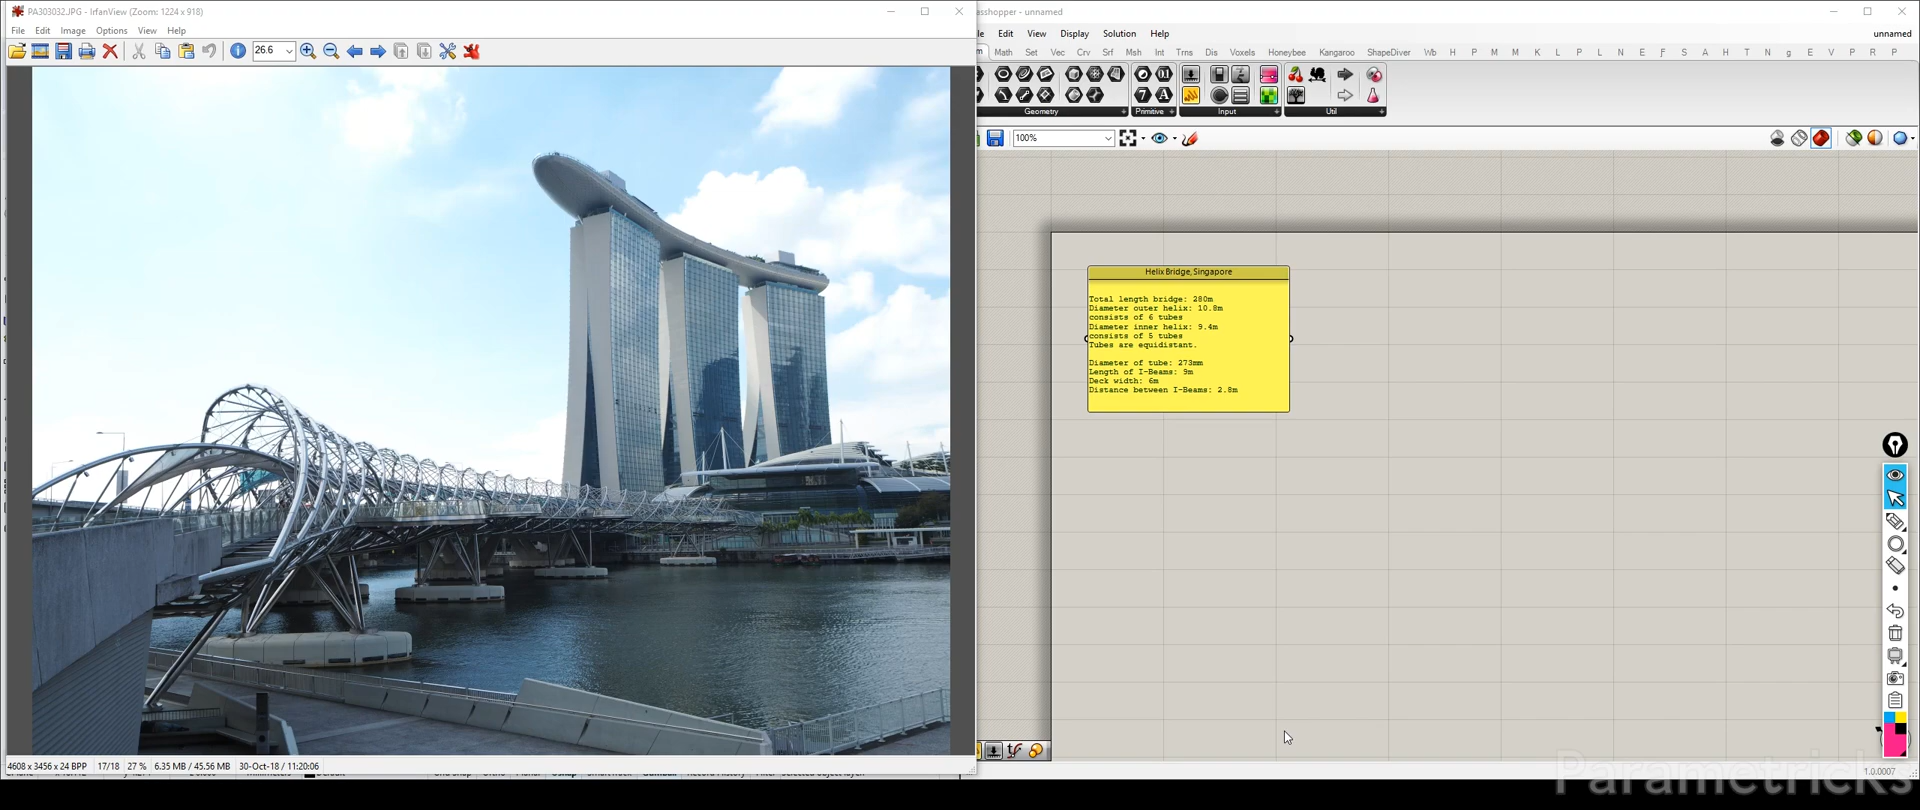 PA303032.JPG - IrfanView (Zoom: 1224 x 918)
File Edit Image Options View Help
26.6
4608 x 3456 x 24 BPP 17/18 27 % 6.35 MB / 45.56 MB 30-Oct-18 / 11:20:06
asshopper - unnamed
Edit View Display Solution Help
unnamed
Math Set Vec Crv Srf Msh Int Trns Dis Voxels Honeybee Kangaroo ShapeDiver Wb H P M M K L P L N E F S A H T N g E V P R P
Geometry Primitive Input Util
100%
Helix Bridge, Singapore
Total length bridge: 280m
Diameter outer helix: 10.8m
consists of 6 tubes
Diameter inner helix: 9.4m
consists of 5 tubes
Tubes are equidistant.
Diameter of tube: 273mm
Length of I-Beams: 9m
Deck width: 6m
Distance between I-Beams: 2.8m
1.0.0007
Parametricks